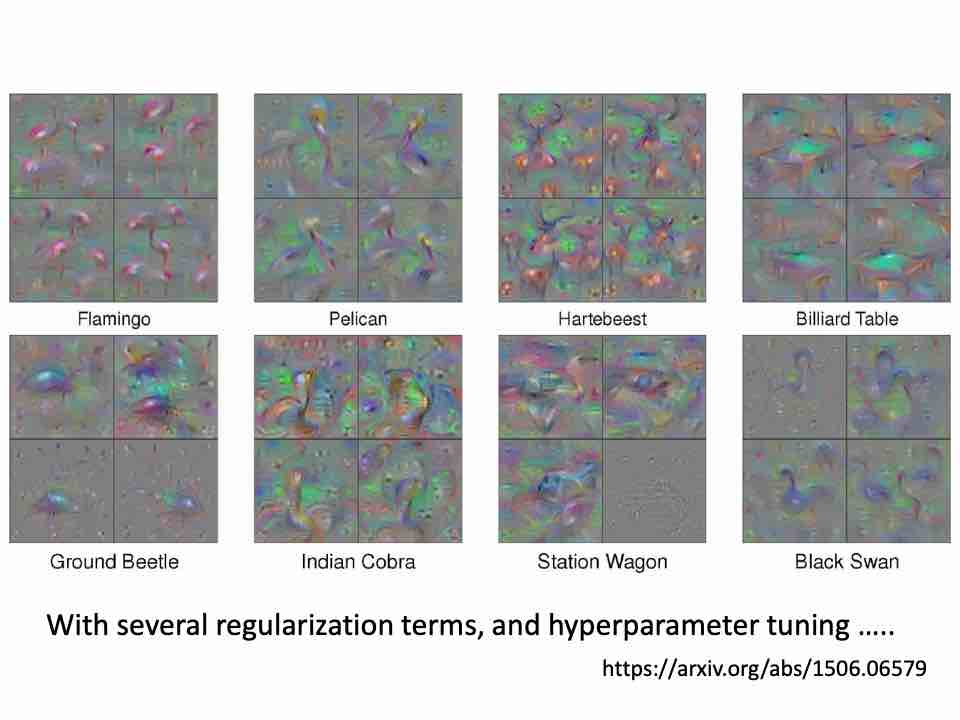 Flamingo Pelican Hartebeest Billiard Table
Ground Beetle Indian Cobra Station Wagon Black Swan
With several regularization terms, and hyperparameter tuning …..
https://arxiv.org/abs/1506.06579